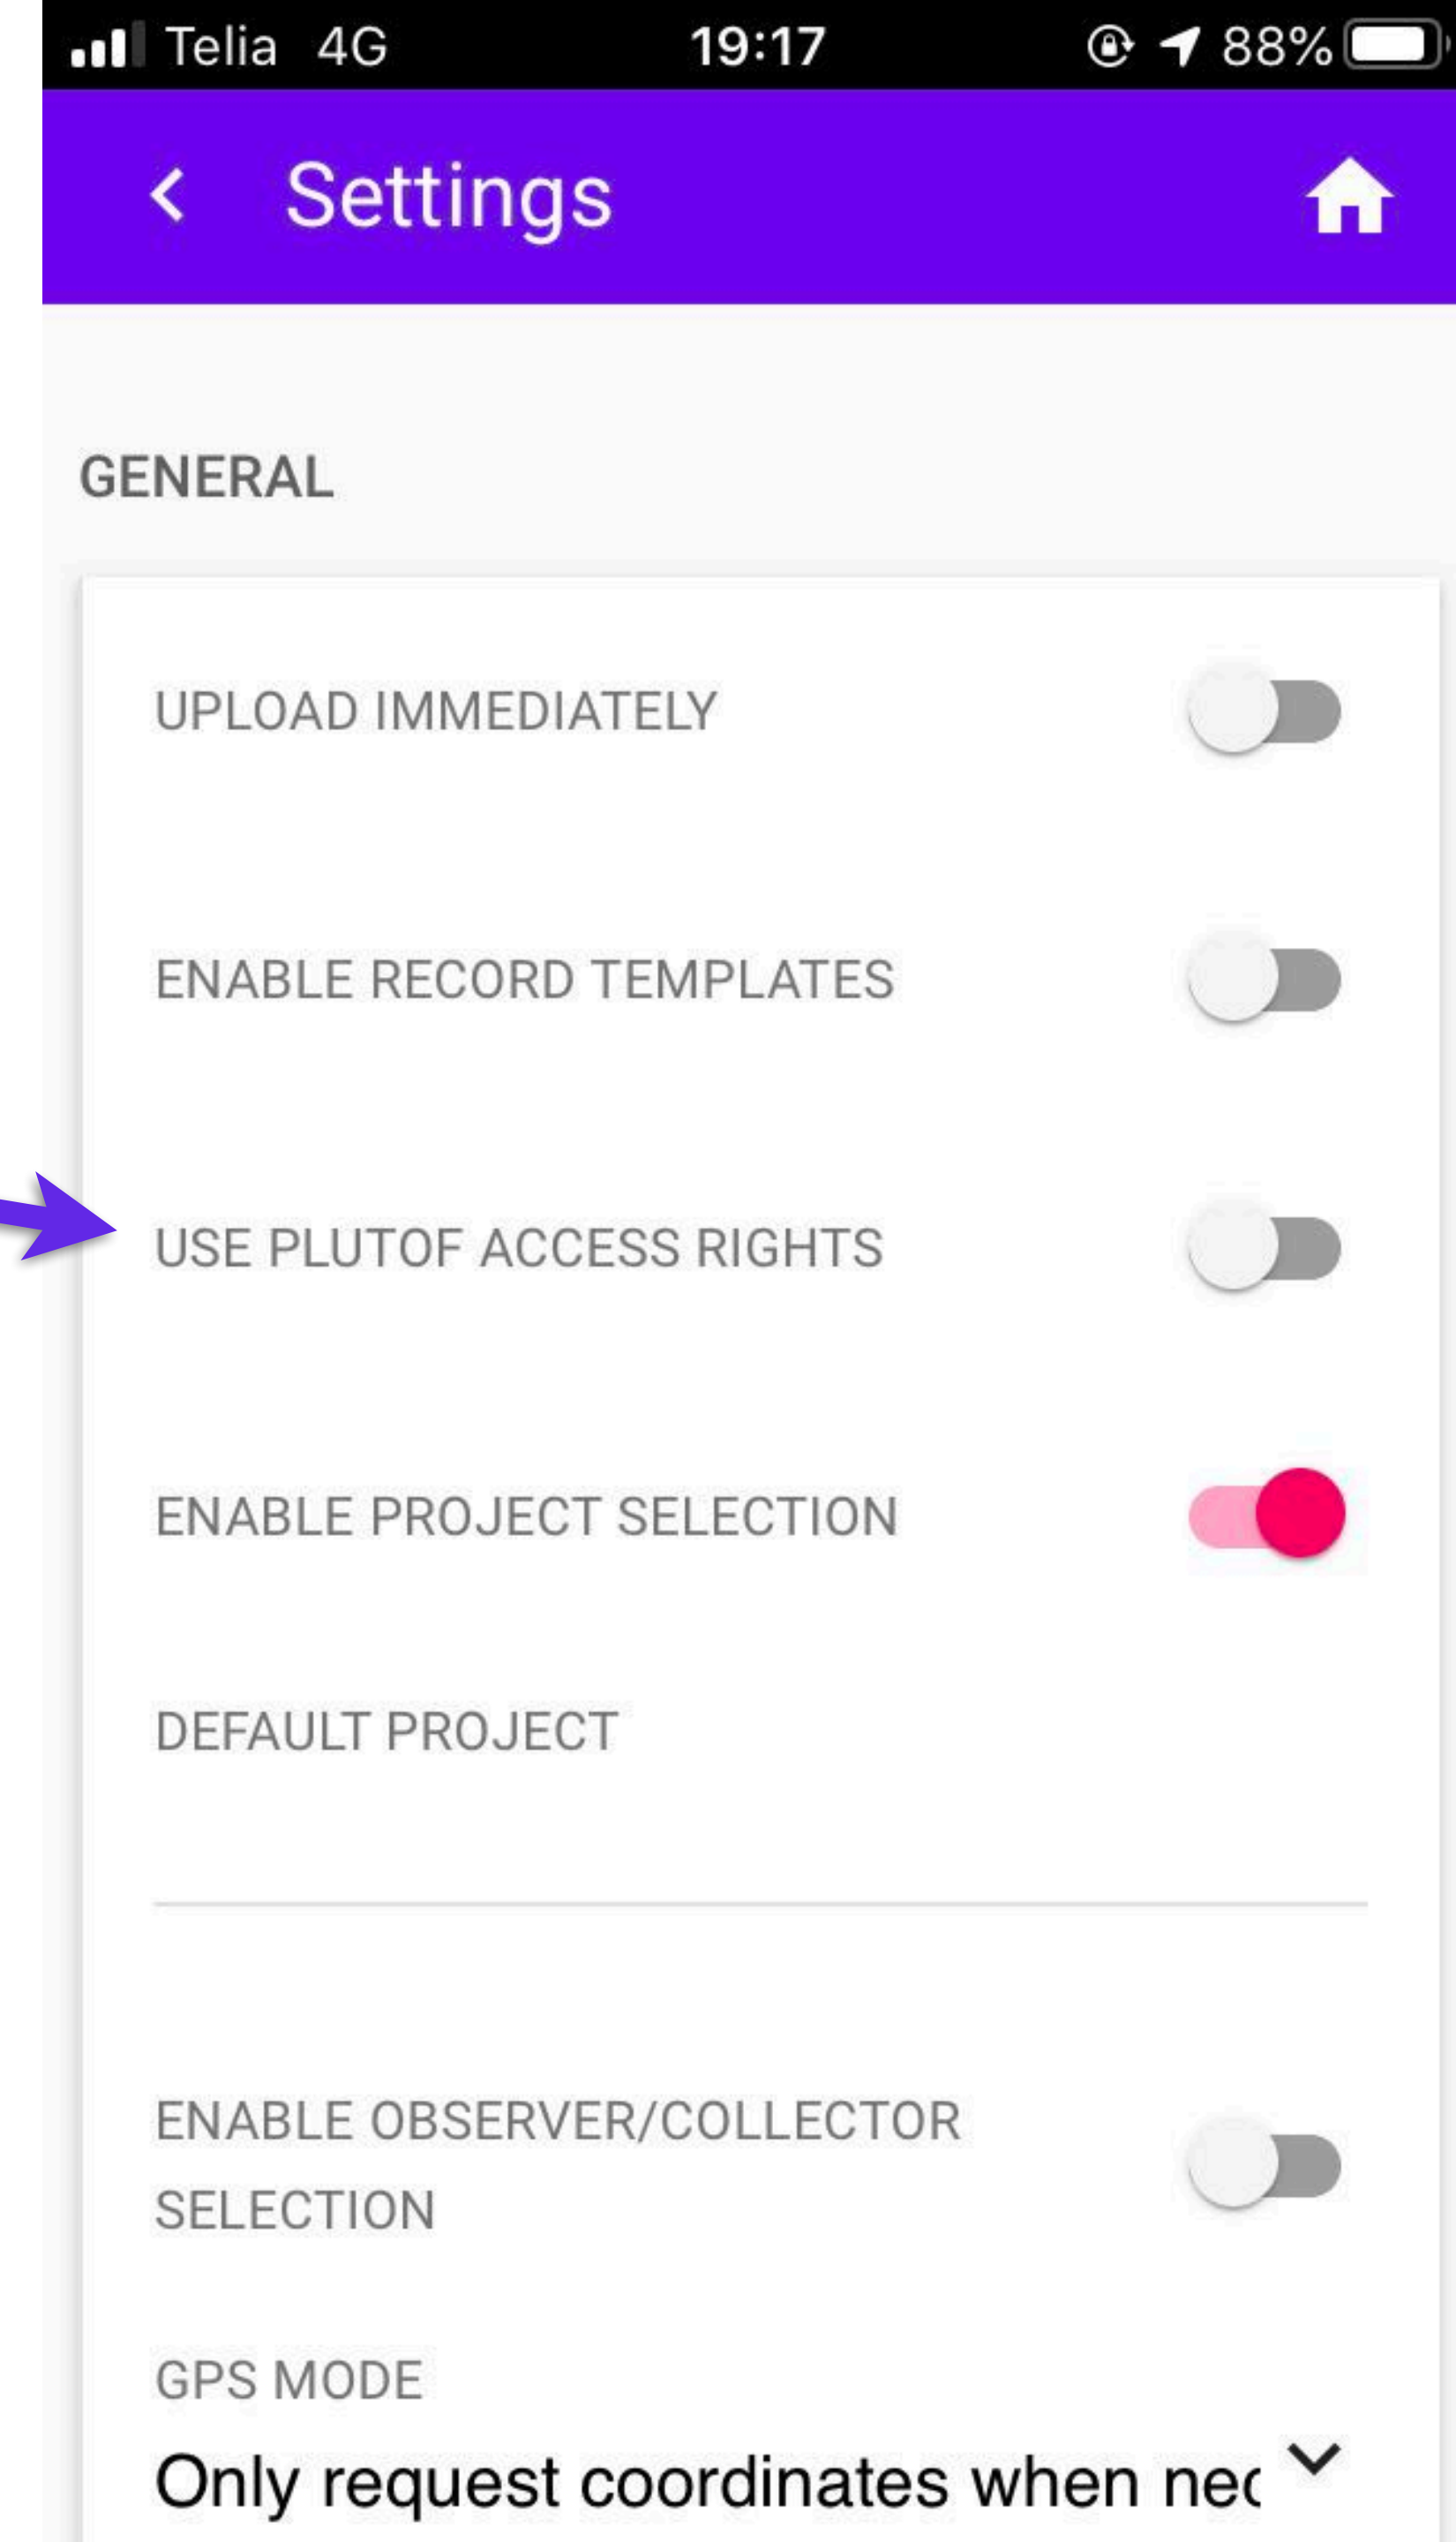 Telia 4G 19:17 88%
Settings
GENERAL
UPLOAD IMMEDIATELY
ENABLE RECORD TEMPLATES
USE PLUTOF ACCESS RIGHTS
ENABLE PROJECT SELECTION
DEFAULT PROJECT
ENABLE OBSERVER/COLLECTOR
SELECTION
GPS MODE
Only request coordinates when nec